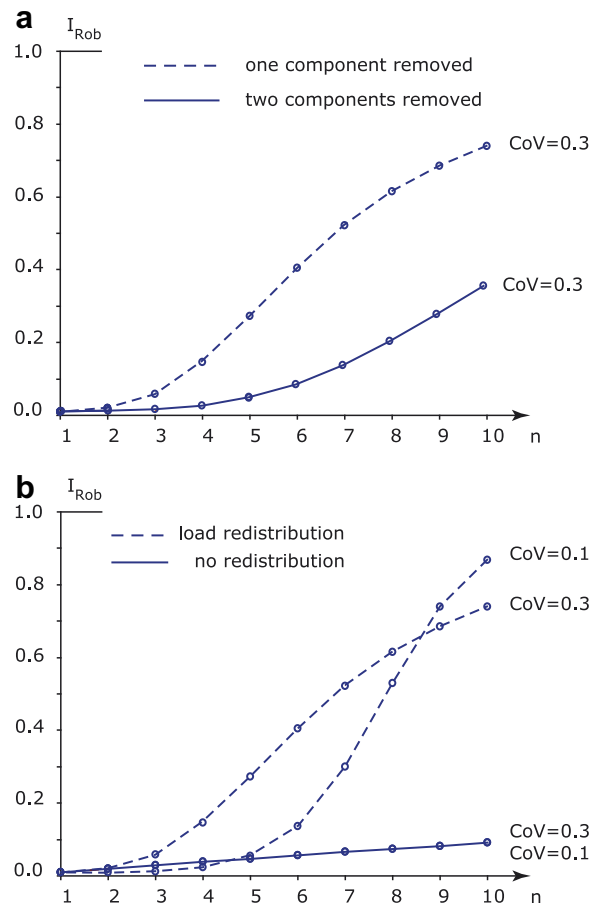 a
I_Rob
1.0
one component removed
two components removed
0.8
CoV=0.3
0.6
0.4
CoV=0.3
0.2
0.0
1 2 3 4 5 6 7 8 9 10 n
b
I_Rob
1.0
load redistribution
no redistribution
CoV=0.1
0.8
CoV=0.3
0.6
0.4
0.2
CoV=0.3
CoV=0.1
0.0
1 2 3 4 5 6 7 8 9 10 n